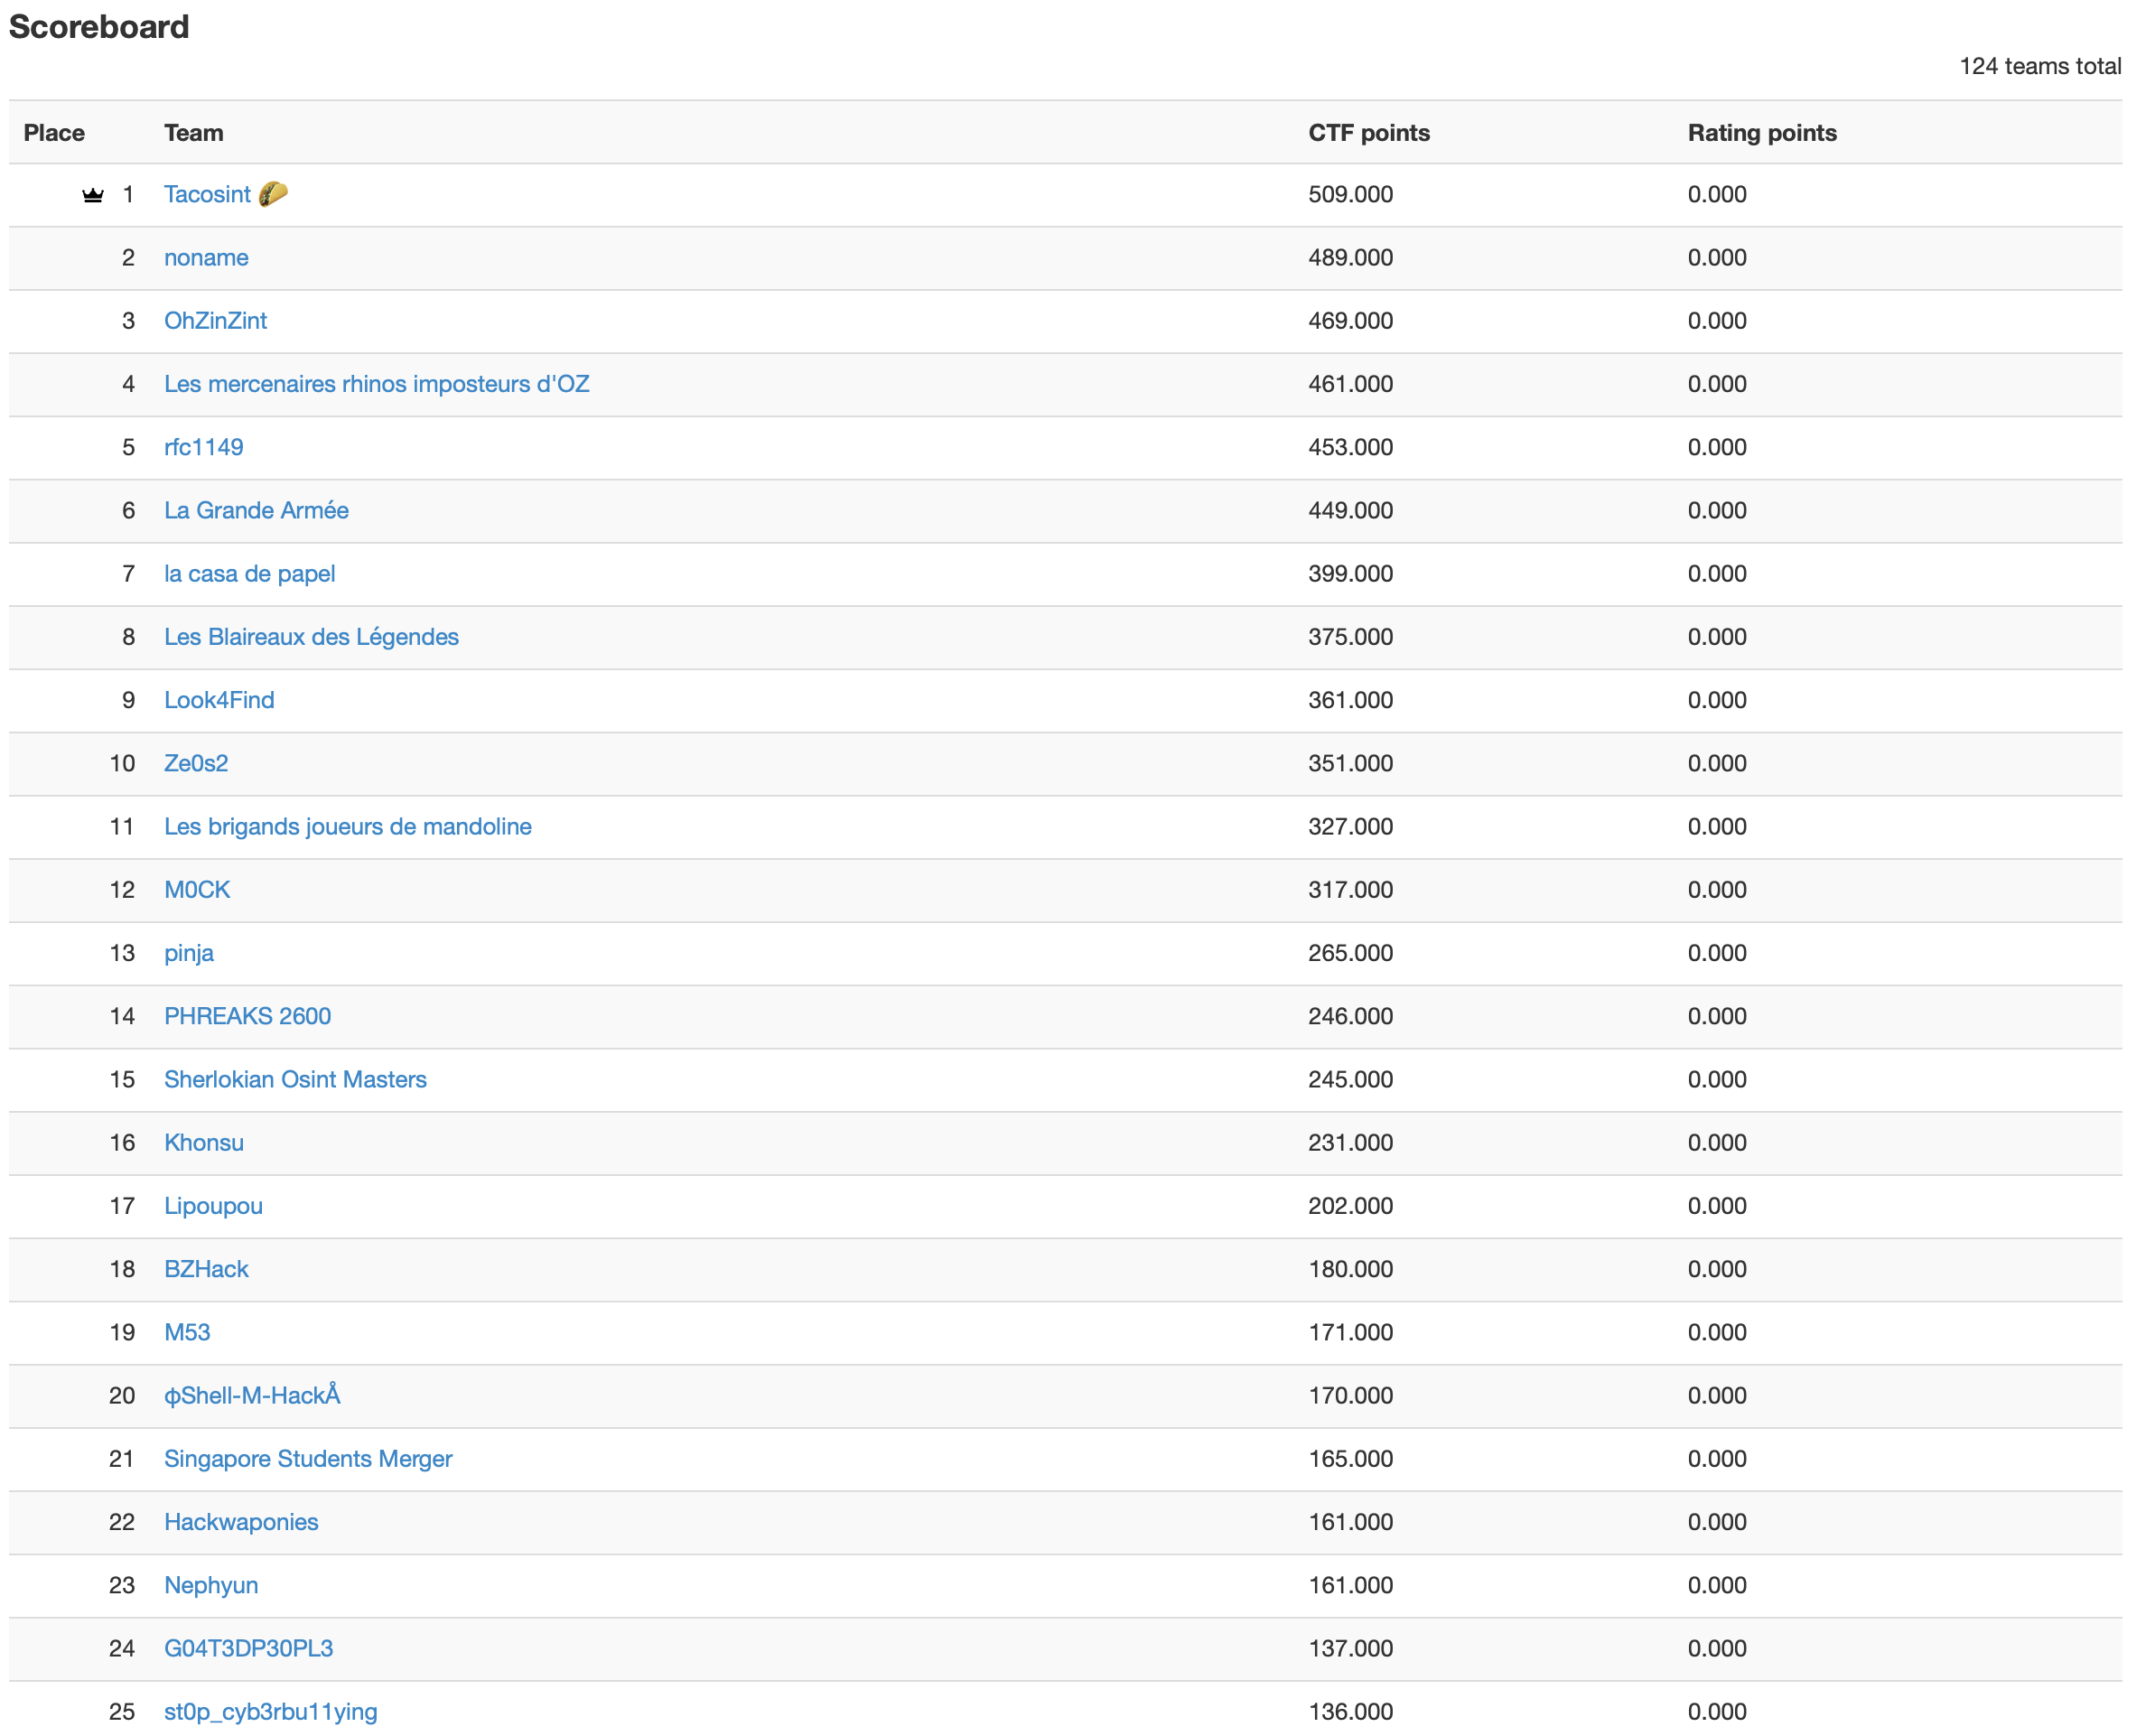 Scoreboard
124 teams total
Place Team CTF points Rating points
1 Tacosint 🌮 509.000 0.000
2 noname 489.000 0.000
3 OhZinZint 469.000 0.000
4 Les mercenaires rhinos imposteurs d'OZ 461.000 0.000
5 rfc1149 453.000 0.000
6 La Grande Armée 449.000 0.000
7 la casa de papel 399.000 0.000
8 Les Blaireaux des Légendes 375.000 0.000
9 Look4Find 361.000 0.000
10 Ze0s2 351.000 0.000
11 Les brigands joueurs de mandoline 327.000 0.000
12 M0CK 317.000 0.000
13 pinja 265.000 0.000
14 PHREAKS 2600 246.000 0.000
15 Sherlokian Osint Masters 245.000 0.000
16 Khonsu 231.000 0.000
17 Lipoupou 202.000 0.000
18 BZHack 180.000 0.000
19 M53 171.000 0.000
20 φShell-M-HackÅ 170.000 0.000
21 Singapore Students Merger 165.000 0.000
22 Hackwaponies 161.000 0.000
23 Nephyun 161.000 0.000
24 G04T3DP30PL3 137.000 0.000
25 st0p_cyb3rbu11ying 136.000 0.000